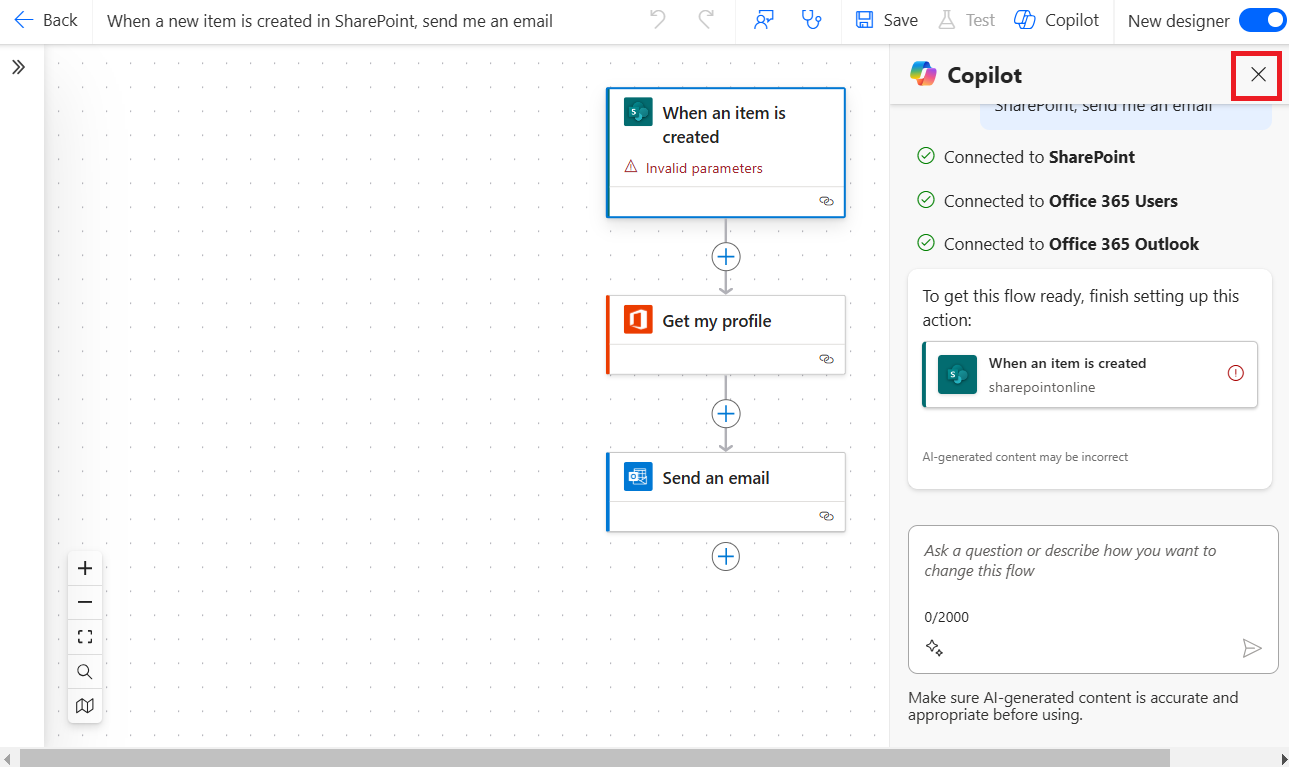 Back
When a new item is created in SharePoint, send me an email
Save
Test
Copilot
New designer
When an item is
created
Invalid parameters
Get my profile
Send an email
Copilot
SharePoint, send me an email
Connected to SharePoint
Connected to Office 365 Users
Connected to Office 365 Outlook
To get this flow ready, finish setting up this
action:
When an item is created
sharepointonline
AI-generated content may be incorrect
Ask a question or describe how you want to
change this flow
0/2000
Make sure AI-generated content is accurate and
appropriate before using.